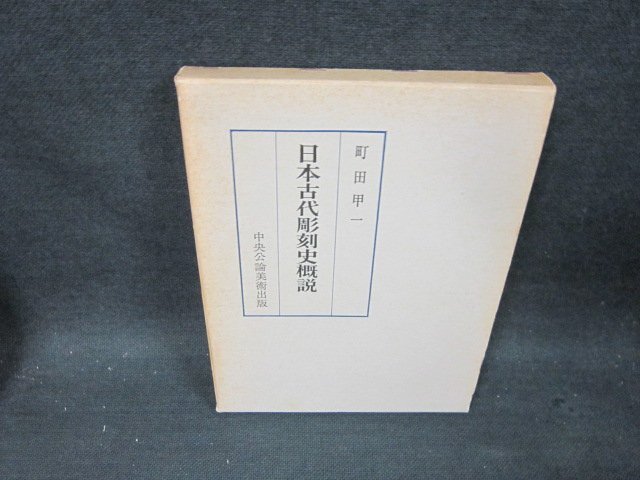 町田甲一
日本古代彫刻史概説
中央公論美術出版